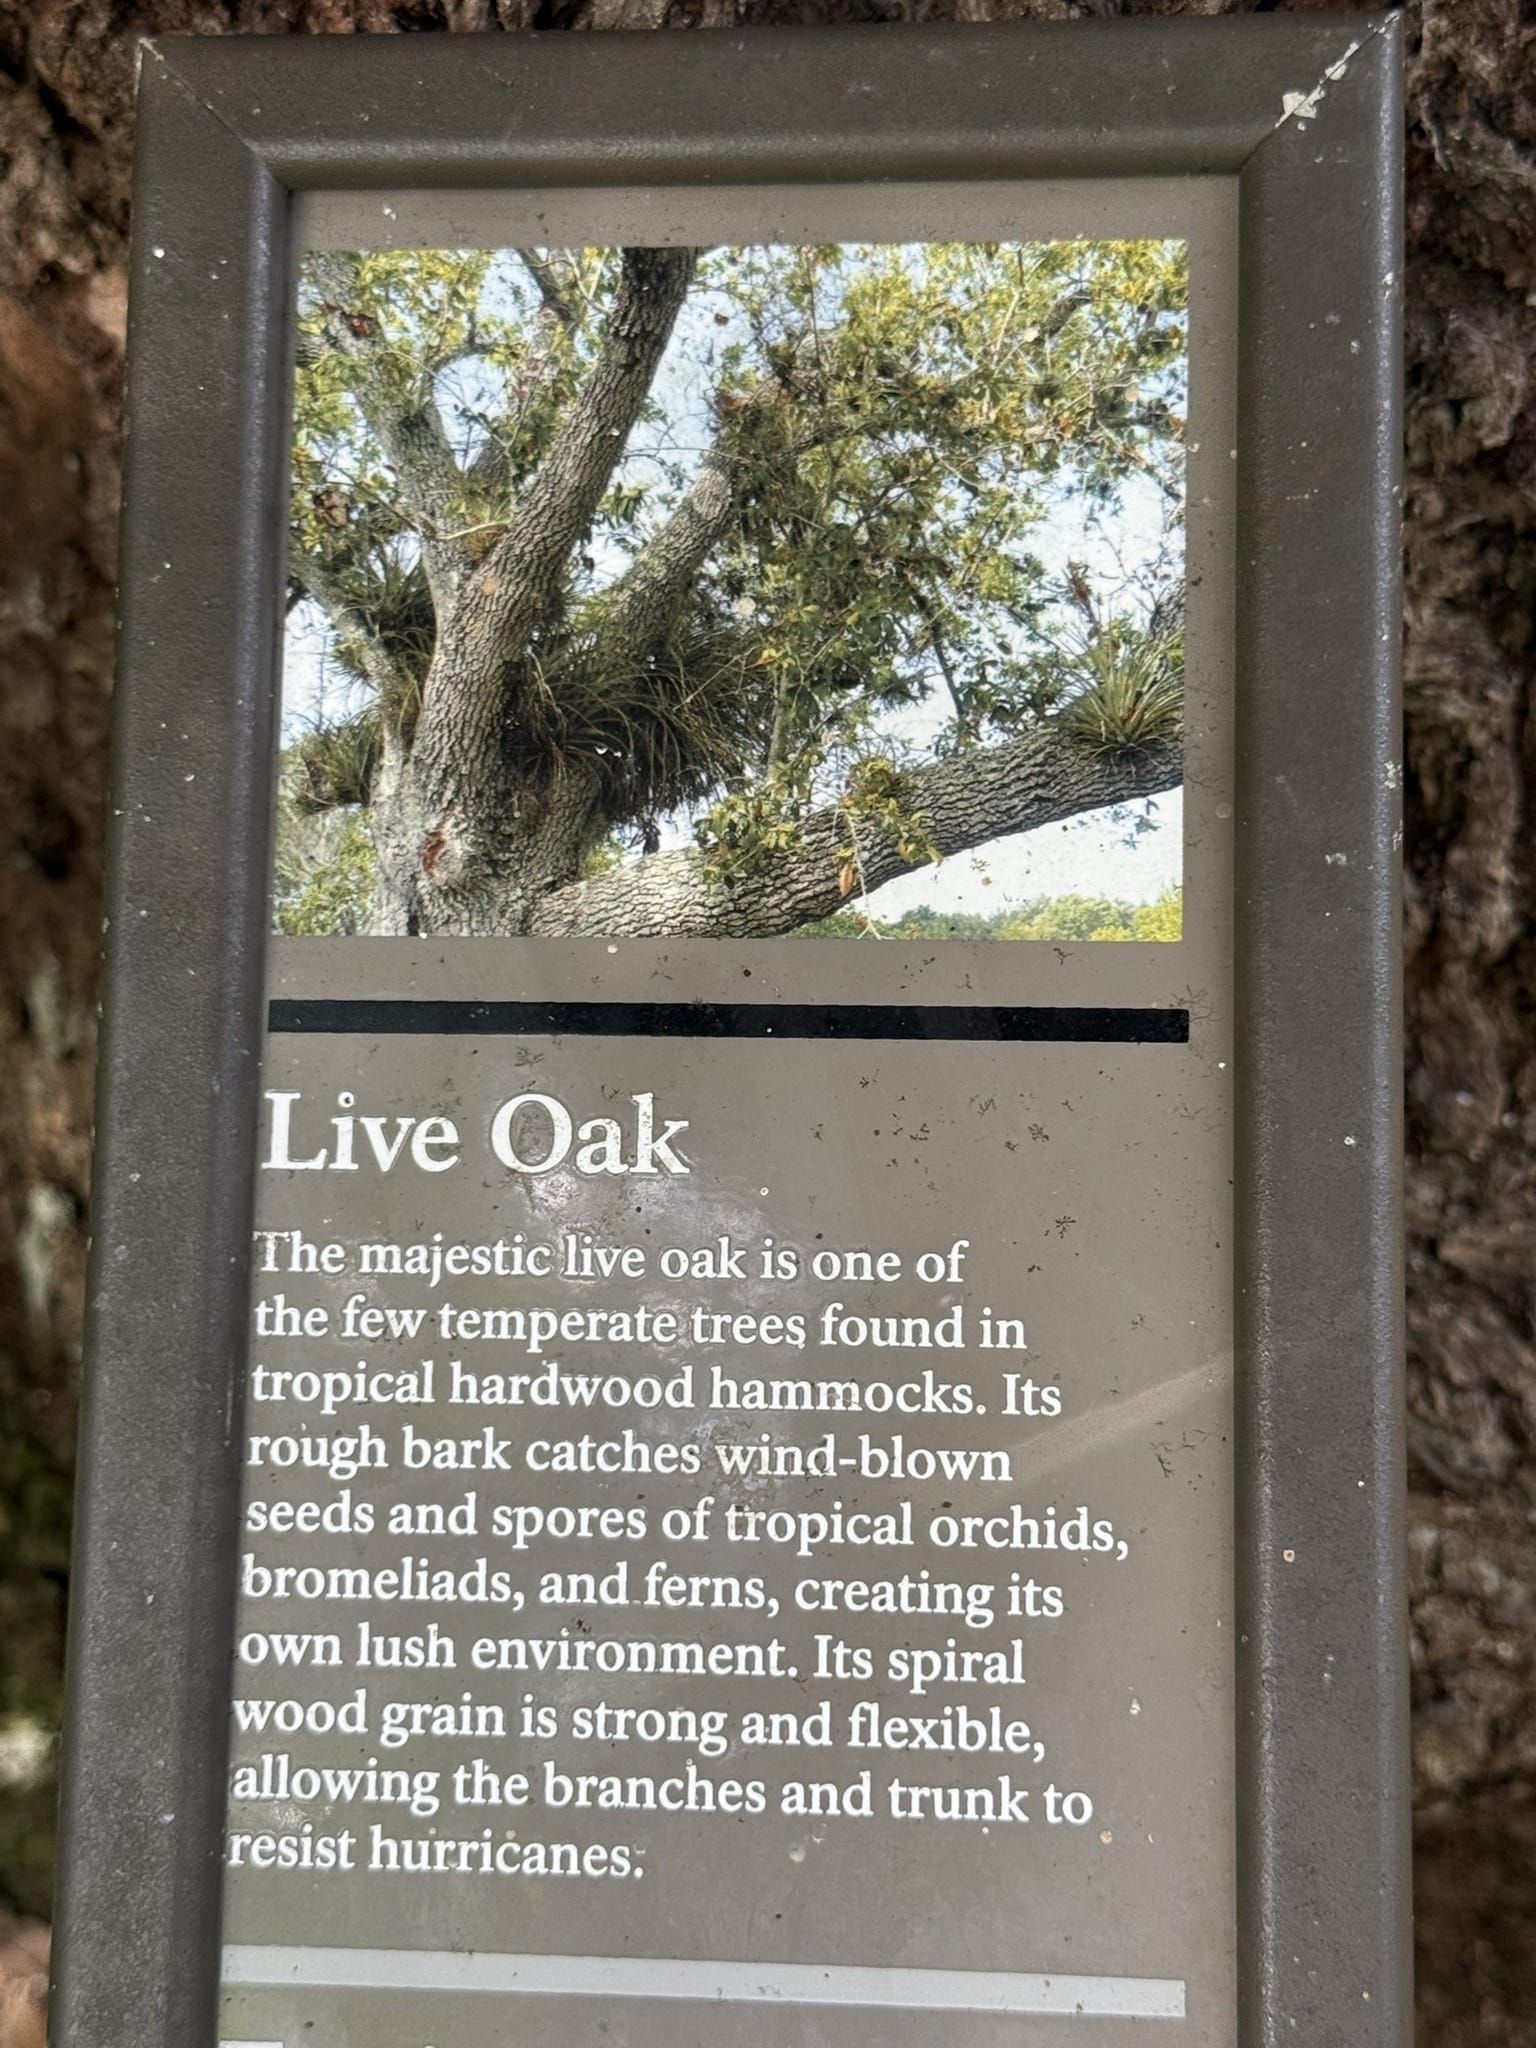 Live Oak
The majestic live oak is one of
the few temperate trees found in
tropical hardwood hammocks. Its
rough bark catches wind-blown
seeds and spores of tropical orchids,
bromeliads, and ferns, creating its
own lush environment. Its spiral
wood grain is strong and flexible,
allowing the branches and trunk to
resist hurricanes.